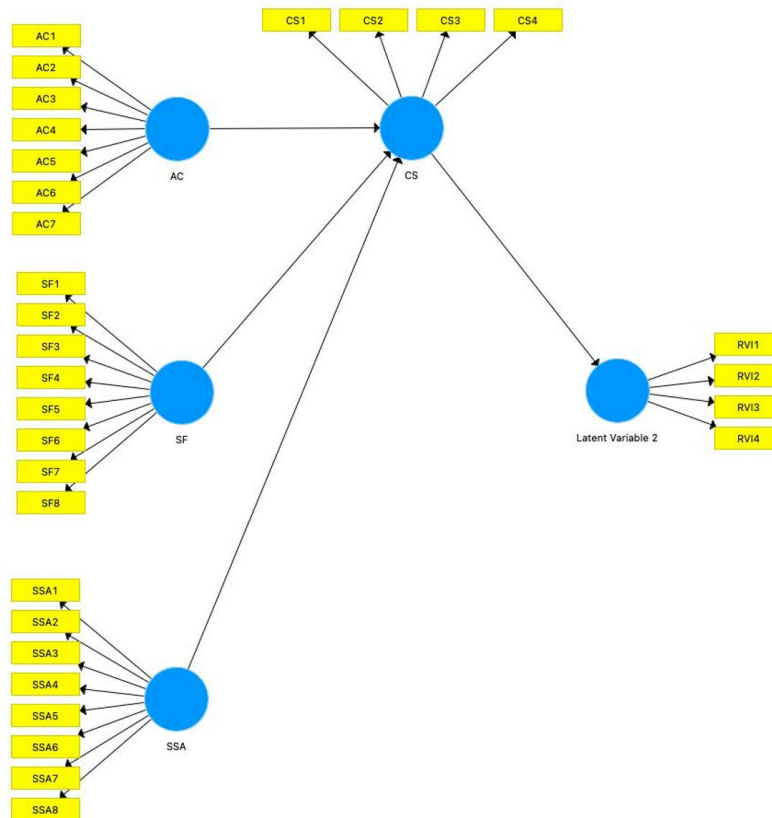 CS1
CS2
CS3
CS4
AC1
AC2
AC3
AC4
AC5
AC6
AC7
AC
CS
SF1
SF2
SF3
SF4
SF5
SF6
SF7
SF8
SF
RVI1
RVI2
RVI3
RVI4
Latent Variable 2
SSA1
SSA2
SSA3
SSA4
SSA5
SSA6
SSA7
SSA8
SSA